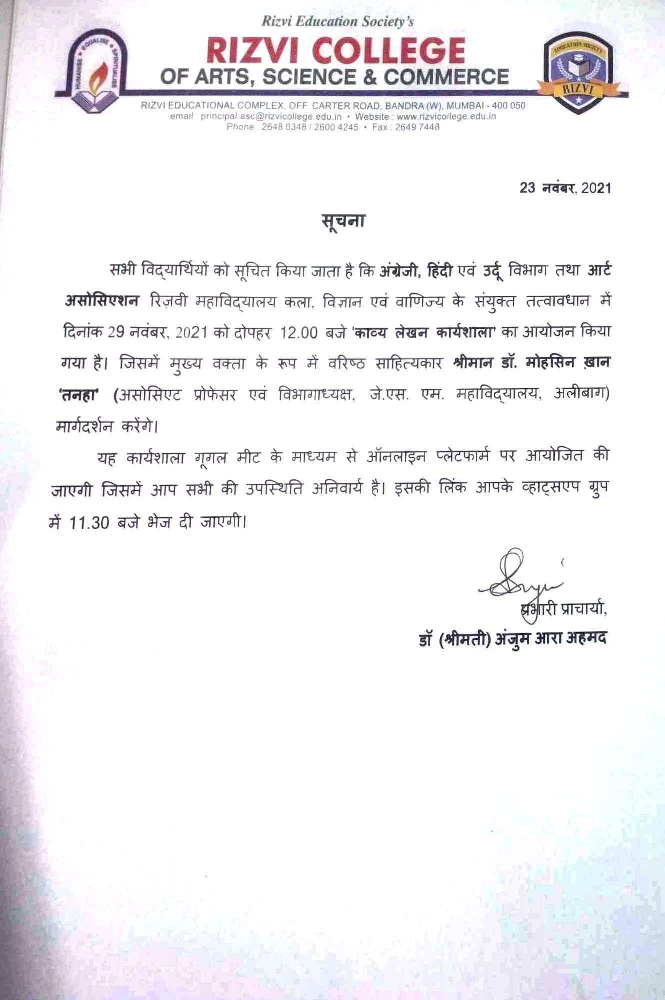 Rizvi Education Society's
RIZVI COLLEGE
OF ARTS, SCIENCE & COMMERCE
HUMANISE • EQUALISE • SPIRITUALISE
EDUCATION SOCIETY
RIZVI
RIZVI EDUCATIONAL COMPLEX, OFF. CARTER ROAD, BANDRA (W), MUMBAI - 400 050
email : principal.asc@rizvicollege.edu.in • Website : www.rizvicollege.edu.in
Phone : 2648 0348 / 2600 4245 • Fax : 2649 7448
23 नवंबर, 2021
सूचना
सभी विद्यार्थियों को सूचित किया जाता है कि अंग्रेजी, हिंदी एवं उर्दू विभाग तथा आर्ट
असोसिएशन रिज़वी महाविद्यालय कला, विज्ञान एवं वाणिज्य के संयुक्त तत्वावधान में
दिनांक 29 नवंबर, 2021 को दोपहर 12.00 बजे 'काव्य लेखन कार्यशाला' का आयोजन किया
गया है। जिसमें मुख्य वक्ता के रूप में वरिष्ठ साहित्यकार श्रीमान डॉ. मोहसिन ख़ान
'तनहा' (असोसिएट प्रोफेसर एवं विभागाध्यक्ष, जे.एस. एम. महाविद्यालय, अलीबाग)
मार्गदर्शन करेंगे।
यह कार्यशाला गूगल मीट के माध्यम से ऑनलाइन प्लेटफार्म पर आयोजित की
जाएगी जिसमें आप सभी की उपस्थिति अनिवार्य है। इसकी लिंक आपके व्हाट्सएप ग्रुप
में 11.30 बजे भेज दी जाएगी।
प्रभारी प्राचार्या,
डॉ (श्रीमती) अंजुम आरा अहमद